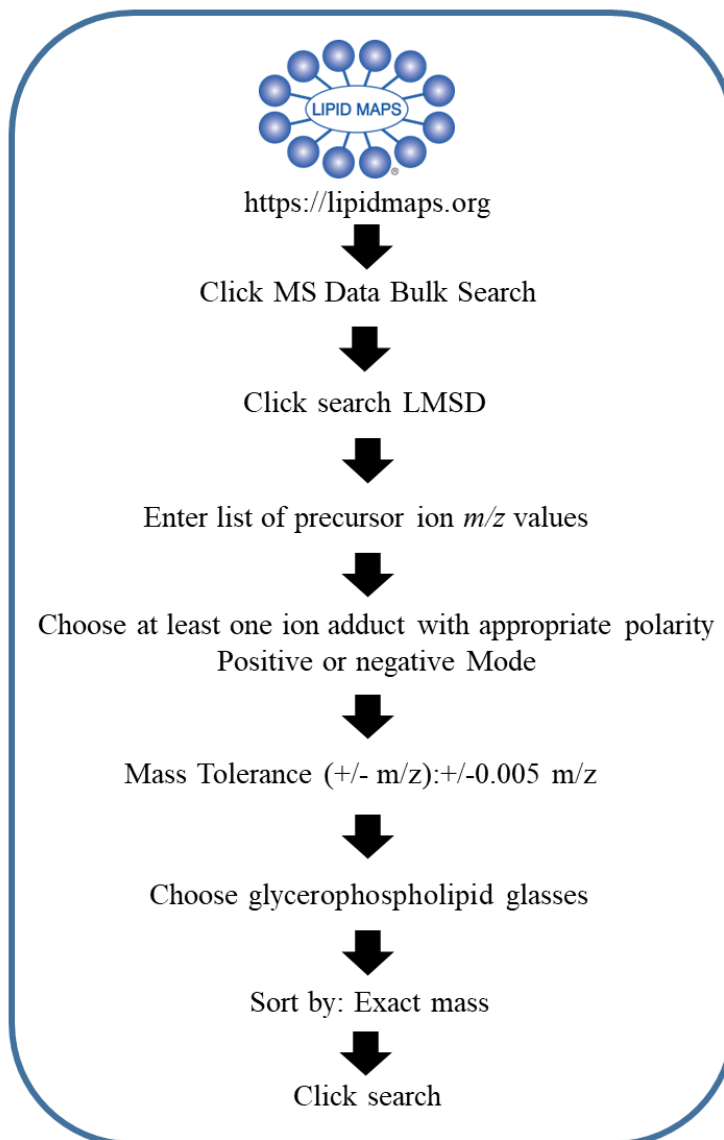 LIPID MAPS
®
https://lipidmaps.org
Click MS Data Bulk Search
Click search LMSD
Enter list of precursor ion m/z values
Choose at least one ion adduct with appropriate polarity
Positive or negative Mode
Mass Tolerance (+/- m/z):+/-0.005 m/z
Choose glycerophospholipid glasses
Sort by: Exact mass
Click search